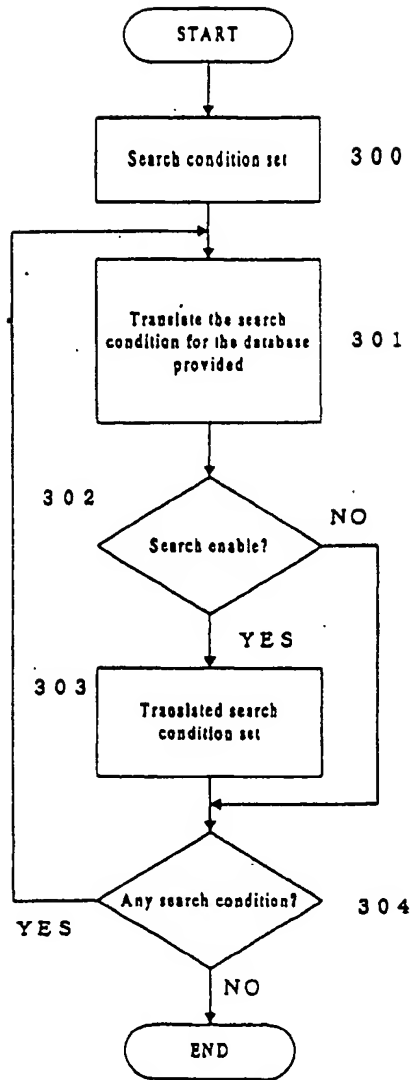 START
Search condition set
300
Translate the search
condition for the database
provided
301
302
Search enable?
NO
YES
303
Translated search
condition set
Any search condition?
304
YES
NO
END